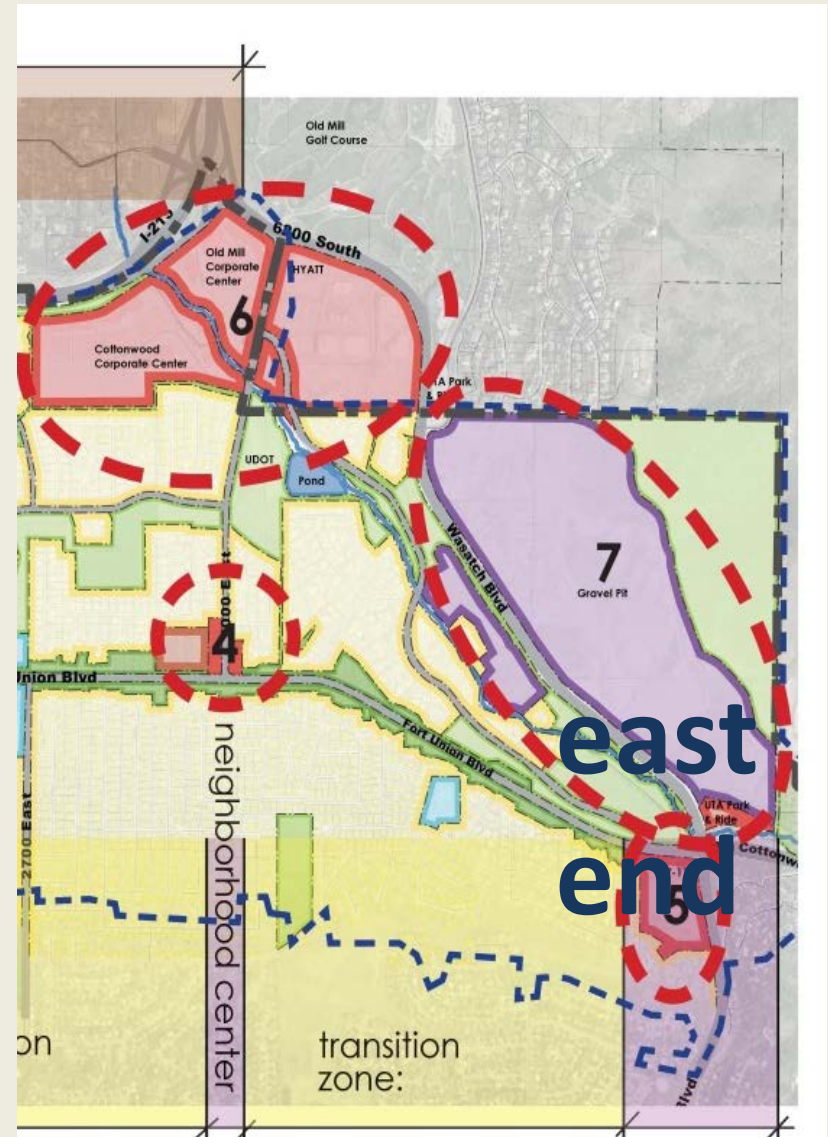 Old Mill
Golf Course
I-215
6200 South
Old Mill
Corporate
Center
HYATT
6
Cottonwood
Corporate Center
UTA Park
UDOT
Pond
Wasatch Blvd
7
Gravel Pit
4
Union Blvd
Fort Union Blvd
east
end
UTA Park
& Ride
5
2700 East
neighborhood center
transition
zone:
Blvd